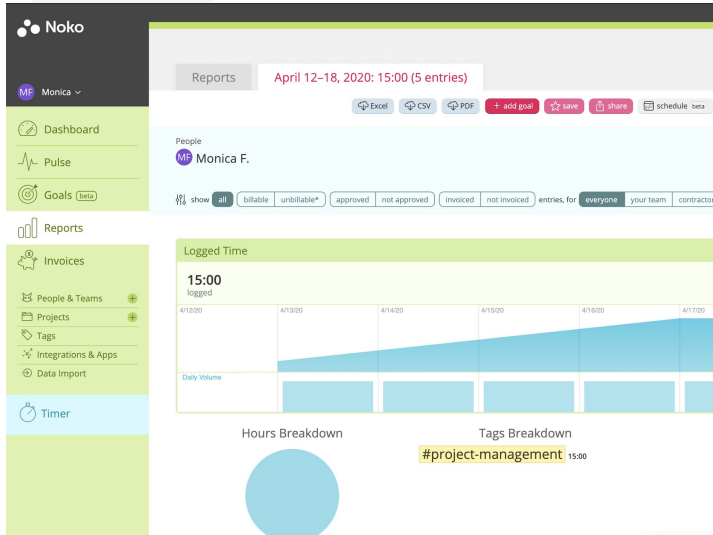 Noko
MF Monica
Dashboard
Pulse
Goals beta
Reports
Invoices
People & Teams
Projects
Tags
Integrations & Apps
Data Import
Timer
Reports
April 12–18, 2020: 15:00 (5 entries)
Excel CSV PDF + add goal save share schedule beta
People
MF Monica F.
show all billable unbillable* approved not approved invoiced not invoiced entries, for everyone your team contractor
Logged Time
15:00
logged
4/12/20 4/13/20 4/14/20 4/15/20 4/16/20 4/17/20
Daily Volume
Hours Breakdown Tags Breakdown
#project-management 15:00